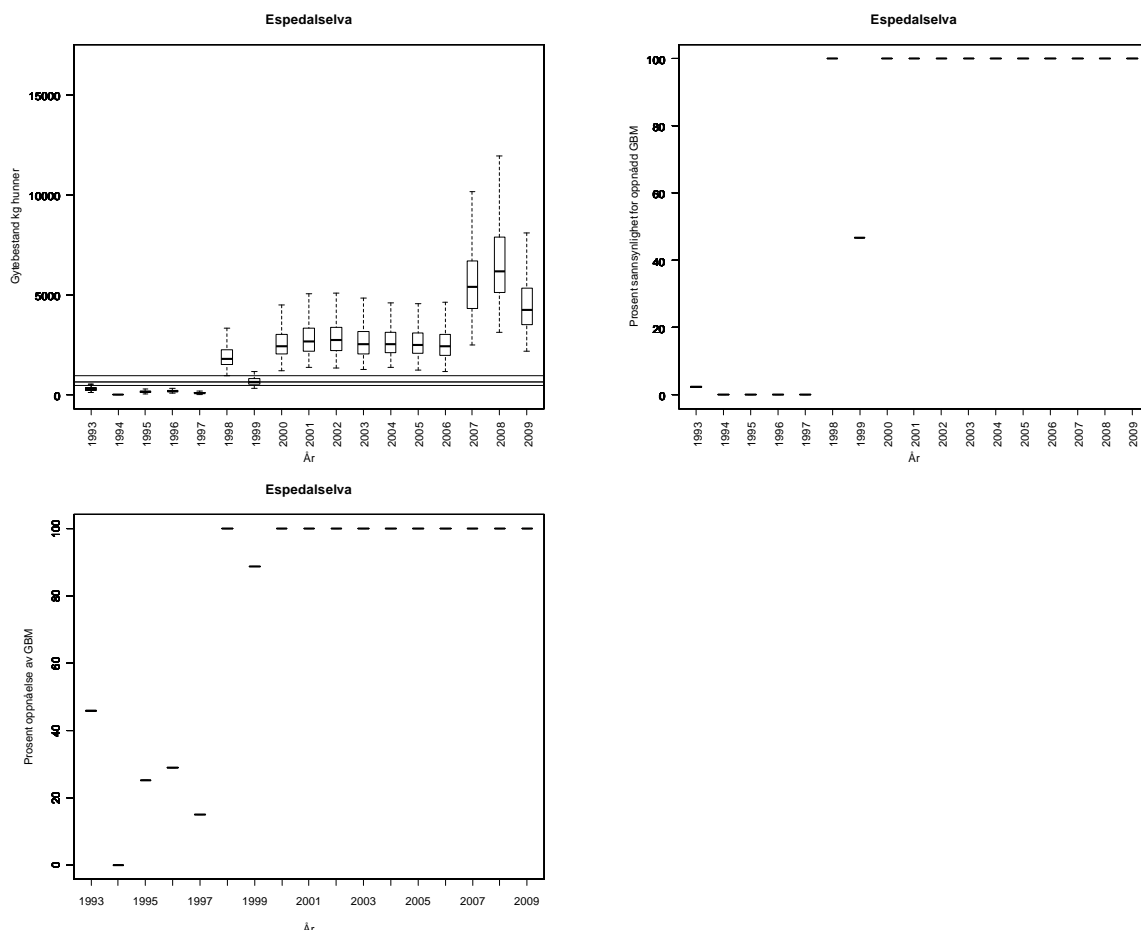 Espedalselva
Gytebestand kg hunner
15000
10000
5000
0
1993 1994 1995 1996 1997 1998 1999 2000 2001 2002 2003 2004 2005 2006 2007 2008 2009
År
Espedalselva
Prosent sannsynlighet for oppnådd GBM
100
80
60
40
20
0
1993 1994 1995 1996 1997 1998 1999 2000 2001 2002 2003 2004 2005 2006 2007 2008 2009
År
Espedalselva
Prosent oppnåelse av GBM
100
80
60
40
20
0
1993 1995 1997 1999 2001 2003 2005 2007 2009
År